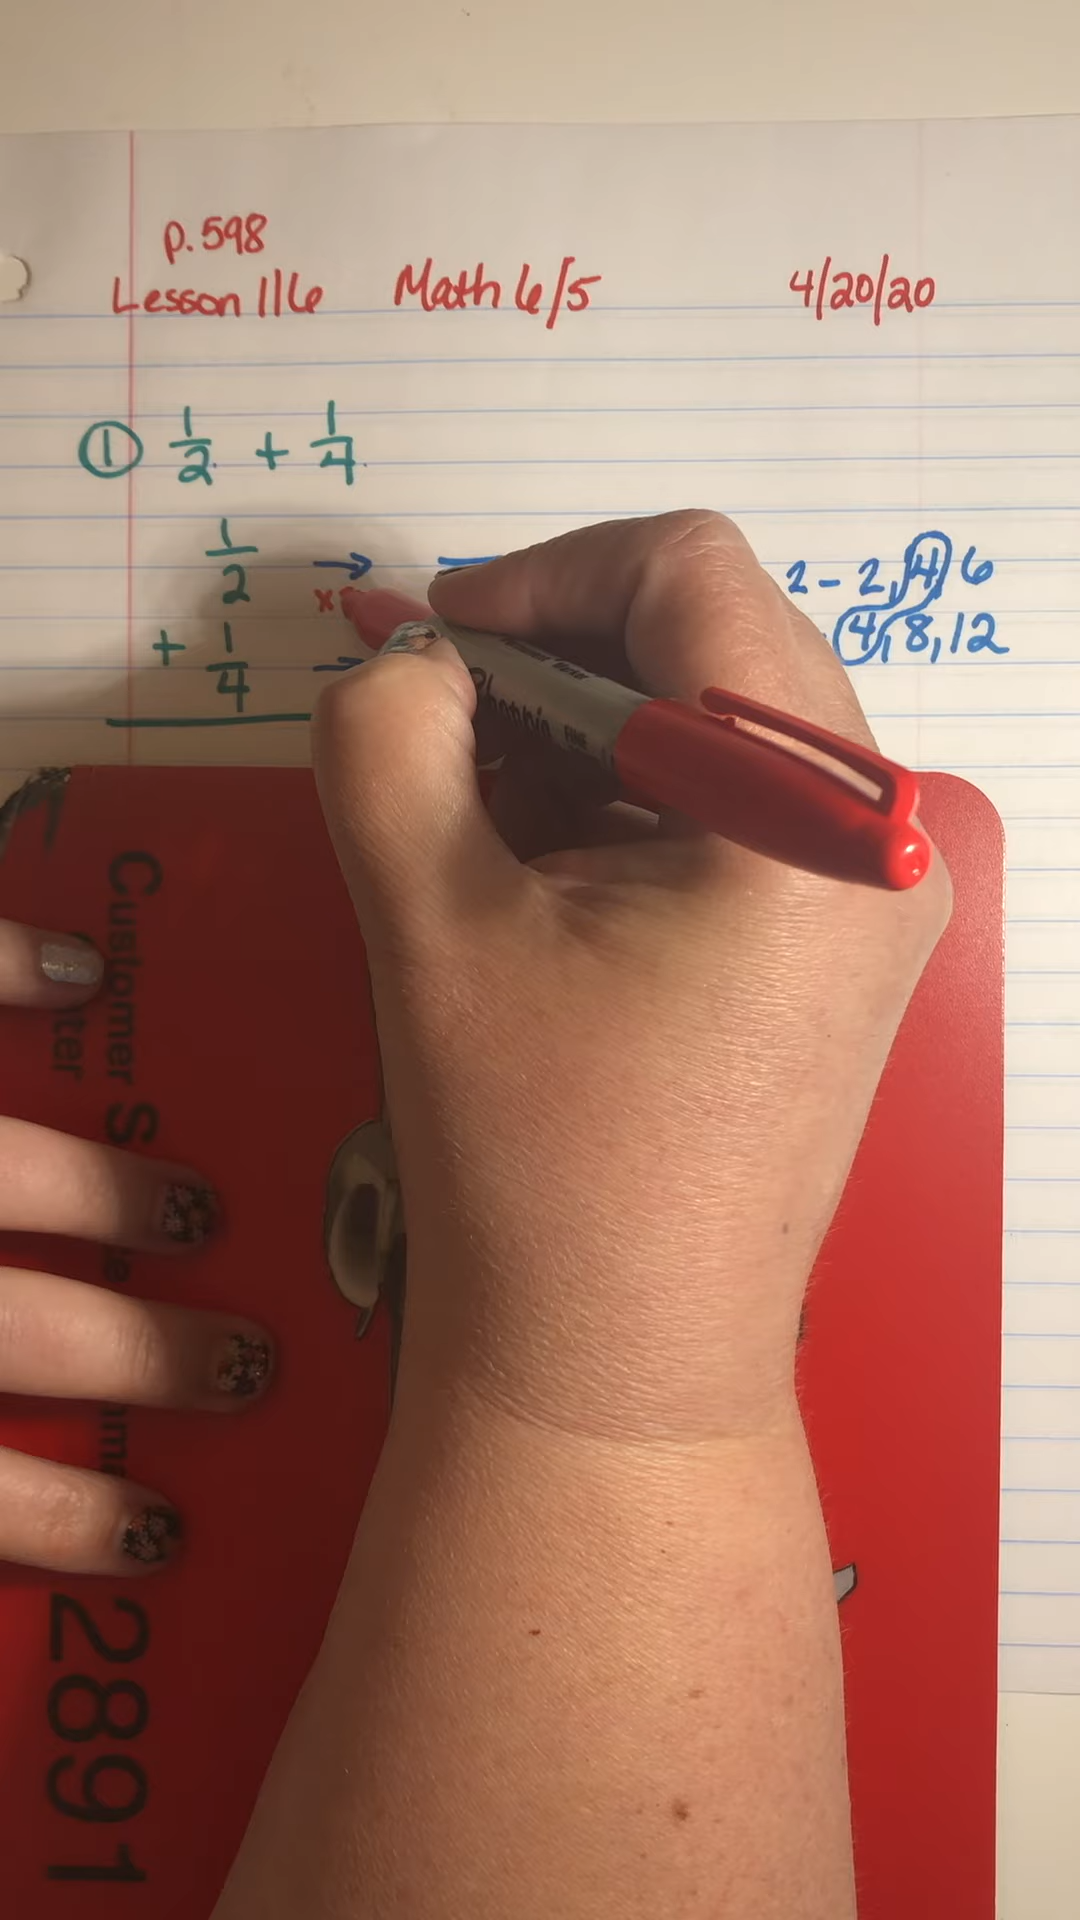 p.598
Lesson 116 Math 6/5 4/20/20
① 1/2 + 1/4
1/2 → 2 - 2, 4, 6
x
+ 1/4 → 4, 8, 12
Sharpie
Customer
2891